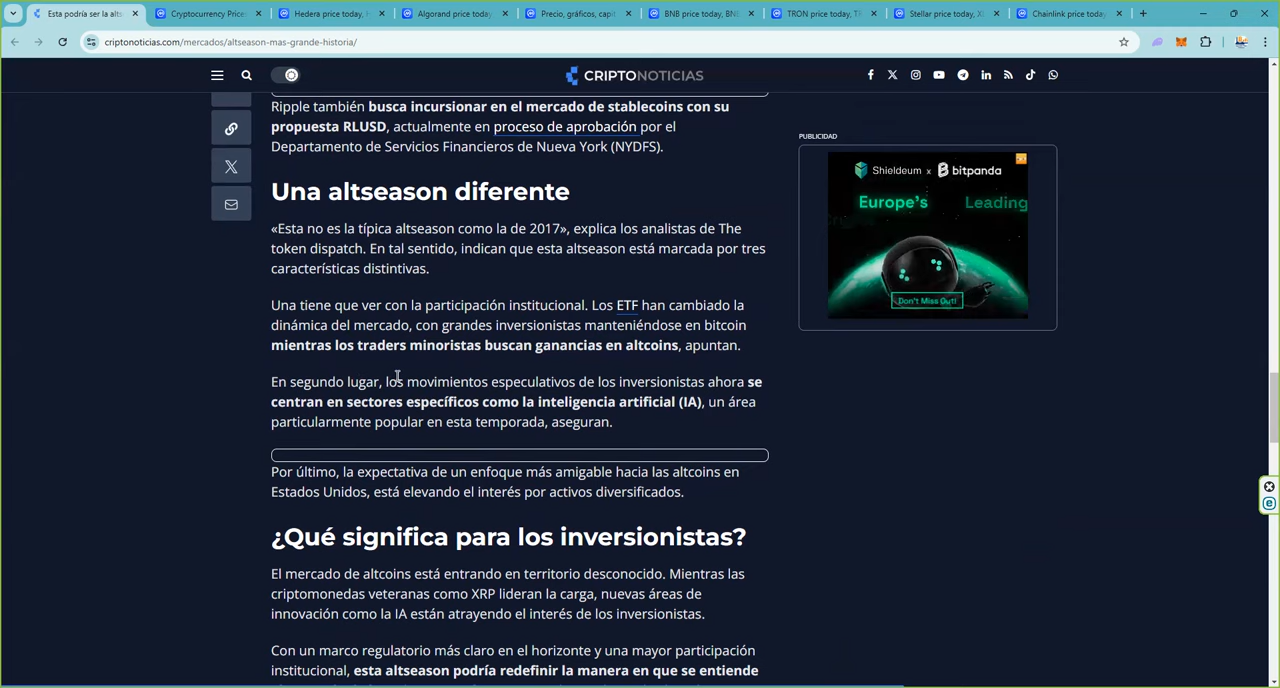 Esta podría ser la alts
Cryptocurrency Price
Hedera price today,
Algorand price today
Precio, gráficos, capit
BNB price today, BN
TRON price today, T
Stellar price today, X
Chainlink price today
criptonoticias.com/mercados/altseason-mas-grande-historia/
CRIPTONOTICIAS
Ripple también busca incursionar en el mercado de stablecoins con su
propuesta RLUSD, actualmente en proceso de aprobación por el
Departamento de Servicios Financieros de Nueva York (NYDFS).
PUBLICIDAD
Shieldeum x bitpanda
Europe's Leading
Don't Miss Out!
Una altseason diferente
«Esta no es la típica altseason como la de 2017», explica los analistas de The
token dispatch. En tal sentido, indican que esta altseason está marcada por tres
características distintivas.
Una tiene que ver con la participación institucional. Los ETF han cambiado la
dinámica del mercado, con grandes inversionistas manteniéndose en bitcoin
mientras los traders minoristas buscan ganancias en altcoins, apuntan.
En segundo lugar, los movimientos especulativos de los inversionistas ahora se
centran en sectores específicos como la inteligencia artificial (IA), un área
particularmente popular en esta temporada, aseguran.
Por último, la expectativa de un enfoque más amigable hacia las altcoins en
Estados Unidos, está elevando el interés por activos diversificados.
¿Qué significa para los inversionistas?
El mercado de altcoins está entrando en territorio desconocido. Mientras las
criptomonedas veteranas como XRP lideran la carga, nuevas áreas de
innovación como la IA están atrayendo el interés de los inversionistas.
Con un marco regulatorio más claro en el horizonte y una mayor participación
institucional, esta altseason podría redefinir la manera en que se entiende